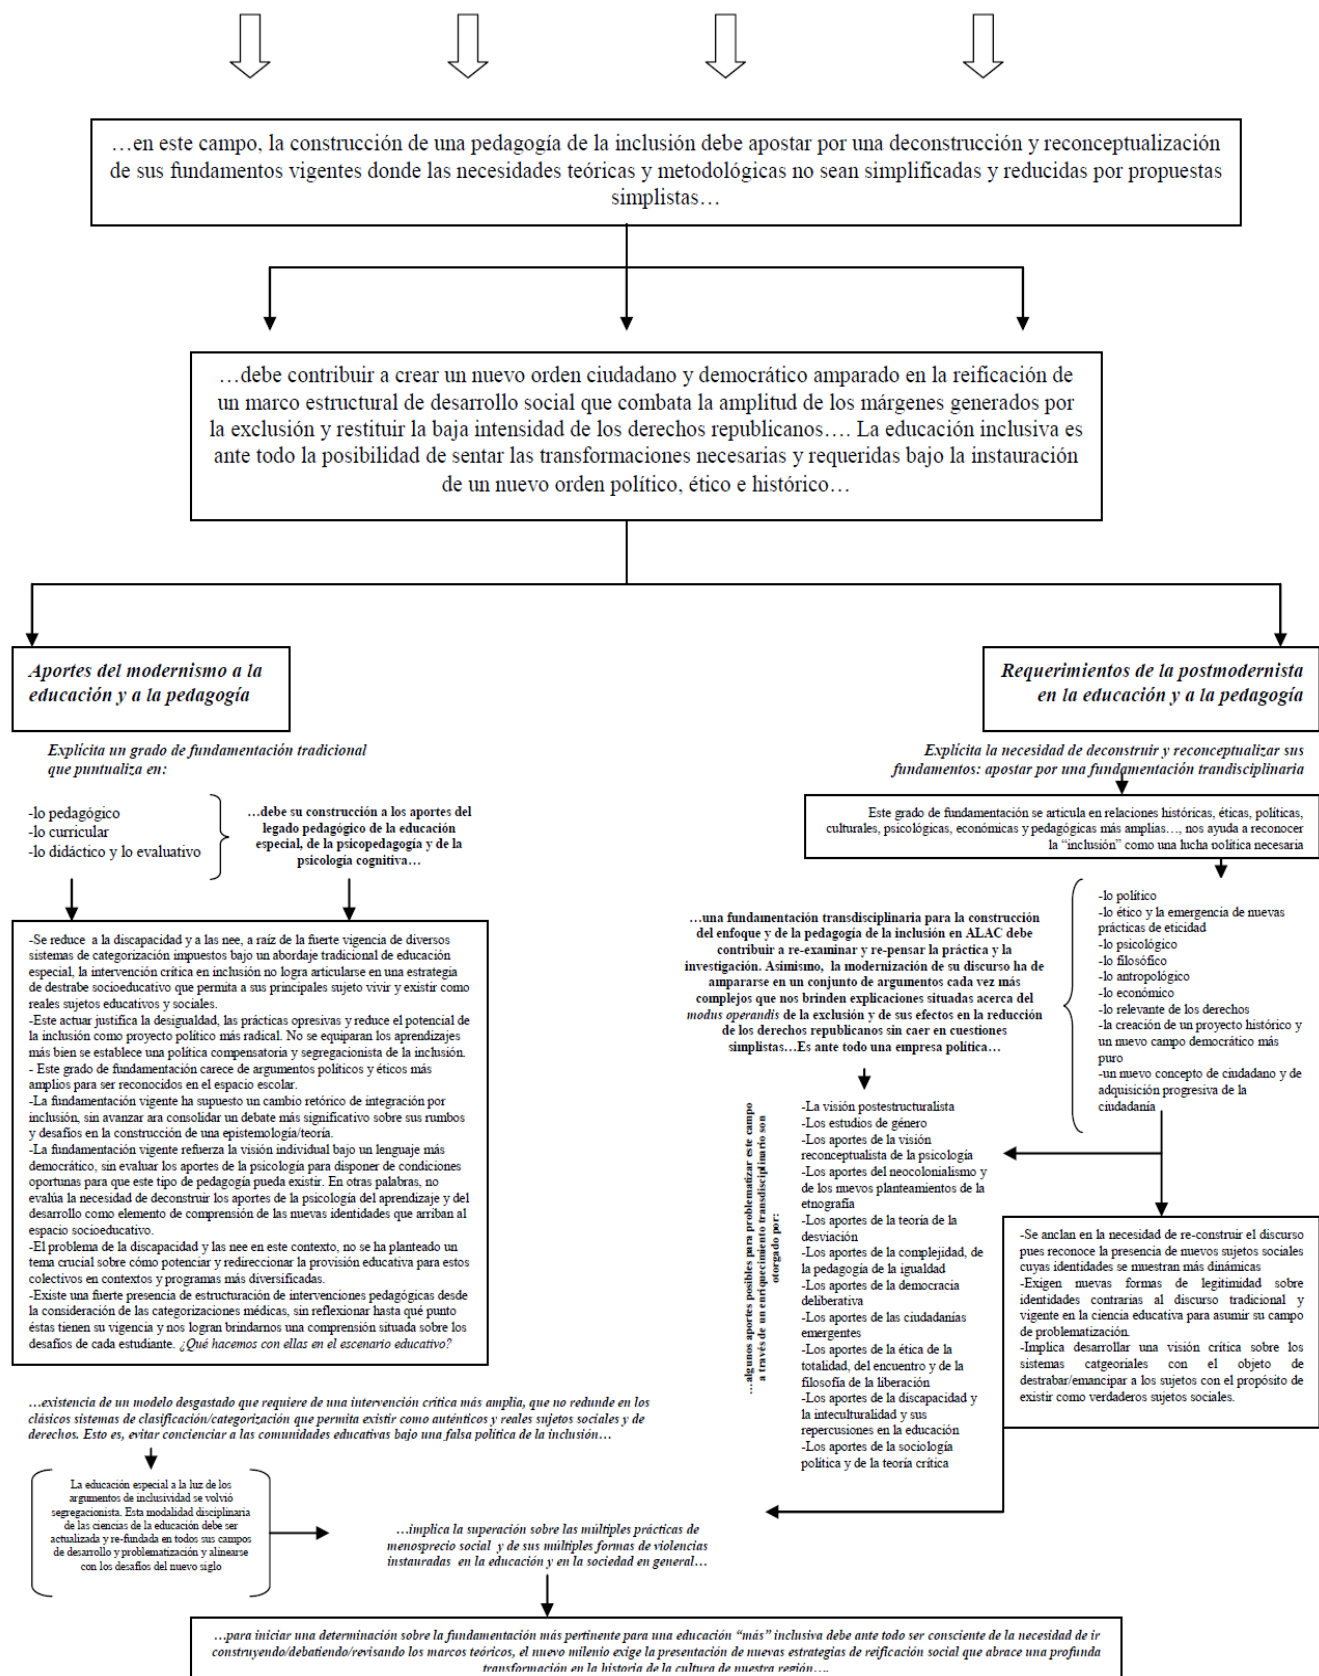 …en este campo, la construcción de una pedagogía de la inclusión debe apostar por una deconstrucción y reconceptualización
de sus fundamentos vigentes donde las necesidades teóricas y metodológicas no sean simplificadas y reducidas por propuestas
simplistas…
…debe contribuir a crear un nuevo orden ciudadano y democrático amparado en la reificación de
un marco estructural de desarrollo social que combata la amplitud de los márgenes generados por
la exclusión y restituir la baja intensidad de los derechos republicanos…. La educación inclusiva es
ante todo la posibilidad de sentar las transformaciones necesarias y requeridas bajo la instauración
de un nuevo orden político, ético e histórico…
Aportes del modernismo a la
educación y a la pedagogía
Explícita un grado de fundamentación tradicional
que puntualiza en:
-lo pedagógico
-lo curricular
-lo didáctico y lo evaluativo
…debe su construcción a los aportes del
legado pedagógico de la educación
especial, de la psicopedagogía y de la
psicología cognitiva…
-Se reduce a la discapacidad y a las nee, a raíz de la fuerte vigencia de diversos
sistemas de categorización impuestos bajo un abordaje tradicional de educación
especial, la intervención crítica en inclusión no logra articularse en una estrategia
de destrabe socioeducativo que permita a sus principales sujeto vivir y existir como
reales sujetos educativos y sociales.
-Este actuar justifica la desigualdad, las prácticas opresivas y reduce el potencial de
la inclusión como proyecto político más radical. No se equiparan los aprendizajes
más bien se establece una política compensatoria y segregacionista de la inclusión.
- Este grado de fundamentación carece de argumentos políticos y éticos más
amplios para ser reconocidos en el espacio escolar.
-La fundamentación vigente ha supuesto un cambio retórico de integración por
inclusión, sin avanzar ara consolidar un debate más significativo sobre sus rumbos
y desafíos en la construcción de una epistemología/teoría.
-La fundamentación vigente refuerza la visión individual bajo un lenguaje más
democrático, sin evaluar los aportes de la psicología para disponer de condiciones
oportunas para que este tipo de pedagogía pueda existir. En otras palabras, no
evalúa la necesidad de deconstruir los aportes de la psicología del aprendizaje y del
desarrollo como elemento de comprensión de las nuevas identidades que arriban al
espacio socioeducativo.
-El problema de la discapacidad y las nee en este contexto, no se ha planteado un
tema crucial sobre cómo potenciar y redireccionar la provisión educativa para estos
colectivos en contextos y programas más diversificadas.
-Existe una fuerte presencia de estructuración de intervenciones pedagógicas desde
la consideración de las categorizaciones médicas, sin reflexionar hasta qué punto
éstas tienen su vigencia y nos logran brindarnos una comprensión situada sobre los
desafíos de cada estudiante. ¿Qué hacemos con ellas en el escenario educativo?
…existencia de un modelo desgastado que requiere de una intervención crítica más amplia, que no redunde en los
clásicos sistemas de clasificación/categorización que permita existir como auténticos y reales sujetos sociales y de
derechos. Esto es, evitar concienciar a las comunidades educativas bajo una falsa política de la inclusión…
La educación especial a la luz de los
argumentos de inclusividad se volvió
segregacionista. Esta modalidad disciplinaria
de las ciencias de la educación debe ser
actualizada y re-fundada en todos sus campos
de desarrollo y problematización y alinearse
con los desafíos del nuevo siglo
Requerimientos de la postmodernista
en la educación y a la pedagogía
Explícita la necesidad de deconstruir y reconceptualizar sus
fundamentos: apostar por una fundamentación trandisciplinaria
Este grado de fundamentación se articula en relaciones históricas, éticas, políticas,
culturales, psicológicas, económicas y pedagógicas más amplias…, nos ayuda a reconocer
la “inclusión” como una lucha política necesaria
…una fundamentación transdisciplinaria para la construcción
del enfoque y de la pedagogía de la inclusión en ALAC debe
contribuir a re-examinar y re-pensar la práctica y la
investigación. Asimismo, la modernización de su discurso ha de
ampararse en un conjunto de argumentos cada vez más
complejos que nos brinden explicaciones situadas acerca del
modus operandis de la exclusión y de sus efectos en la reducción
de los derechos republicanos sin caer en cuestiones
simplistas…Es ante todo una empresa política…
-lo político
-lo ético y la emergencia de nuevas
prácticas de eticidad
-lo psicológico
-lo filosófico
-lo antropológico
-lo económico
-lo relevante de los derechos
-la creación de un proyecto histórico y
un nuevo campo democrático más
puro
-un nuevo concepto de ciudadano y de
adquisición progresiva de la
ciudadanía
…algunos aportes posibles para problematizar este campo
a través de un enriquecimiento transdisciplinario son
otorgado por:
-La visión postestructuralista
-Los estudios de género
-Los aportes de la visión
reconceptualista de la psicología
-Los aportes del neocolonialismo y
de los nuevos planteamientos de la
etnografía
-Los aportes de la teoría de la
desviación
-Los aportes de la complejidad, de
la pedagogía de la igualdad
-Los aportes de la democracia
deliberativa
-Los aportes de las ciudadanías
emergentes
-Los aportes de la ética de la
totalidad, del encuentro y de la
filosofía de la liberación
-Los aportes de la discapacidad y
la inteculturalidad y sus
repercusiones en la educación
-Los aportes de la sociología
política y de la teoría crítica
-Se anclan en la necesidad de re-construir el discurso
pues reconoce la presencia de nuevos sujetos sociales
cuyas identidades se muestran más dinámicas
-Exigen nuevas formas de legitimidad sobre
identidades contrarias al discurso tradicional y
vigente en la ciencia educativa para asumir su campo
de problematización.
-Implica desarrollar una visión crítica sobre los
sistemas catgeoriales con el objeto de
destrabar/emancipar a los sujetos con el propósito de
existir como verdaderos sujetos sociales.
…implica la superación sobre las múltiples prácticas de
menosprecio social y de sus múltiples formas de violencias
instauradas en la educación y en la sociedad en general…
…para iniciar una determinación sobre la fundamentación más pertinente para una educación “más” inclusiva debe ante todo ser consciente de la necesidad de ir
construyendo/debatiendo/revisando los marcos teóricos, el nuevo milenio exige la presentación de nuevas estrategias de reificación social que abrace una profunda
transformación en la historia de la cultura de nuestra región….